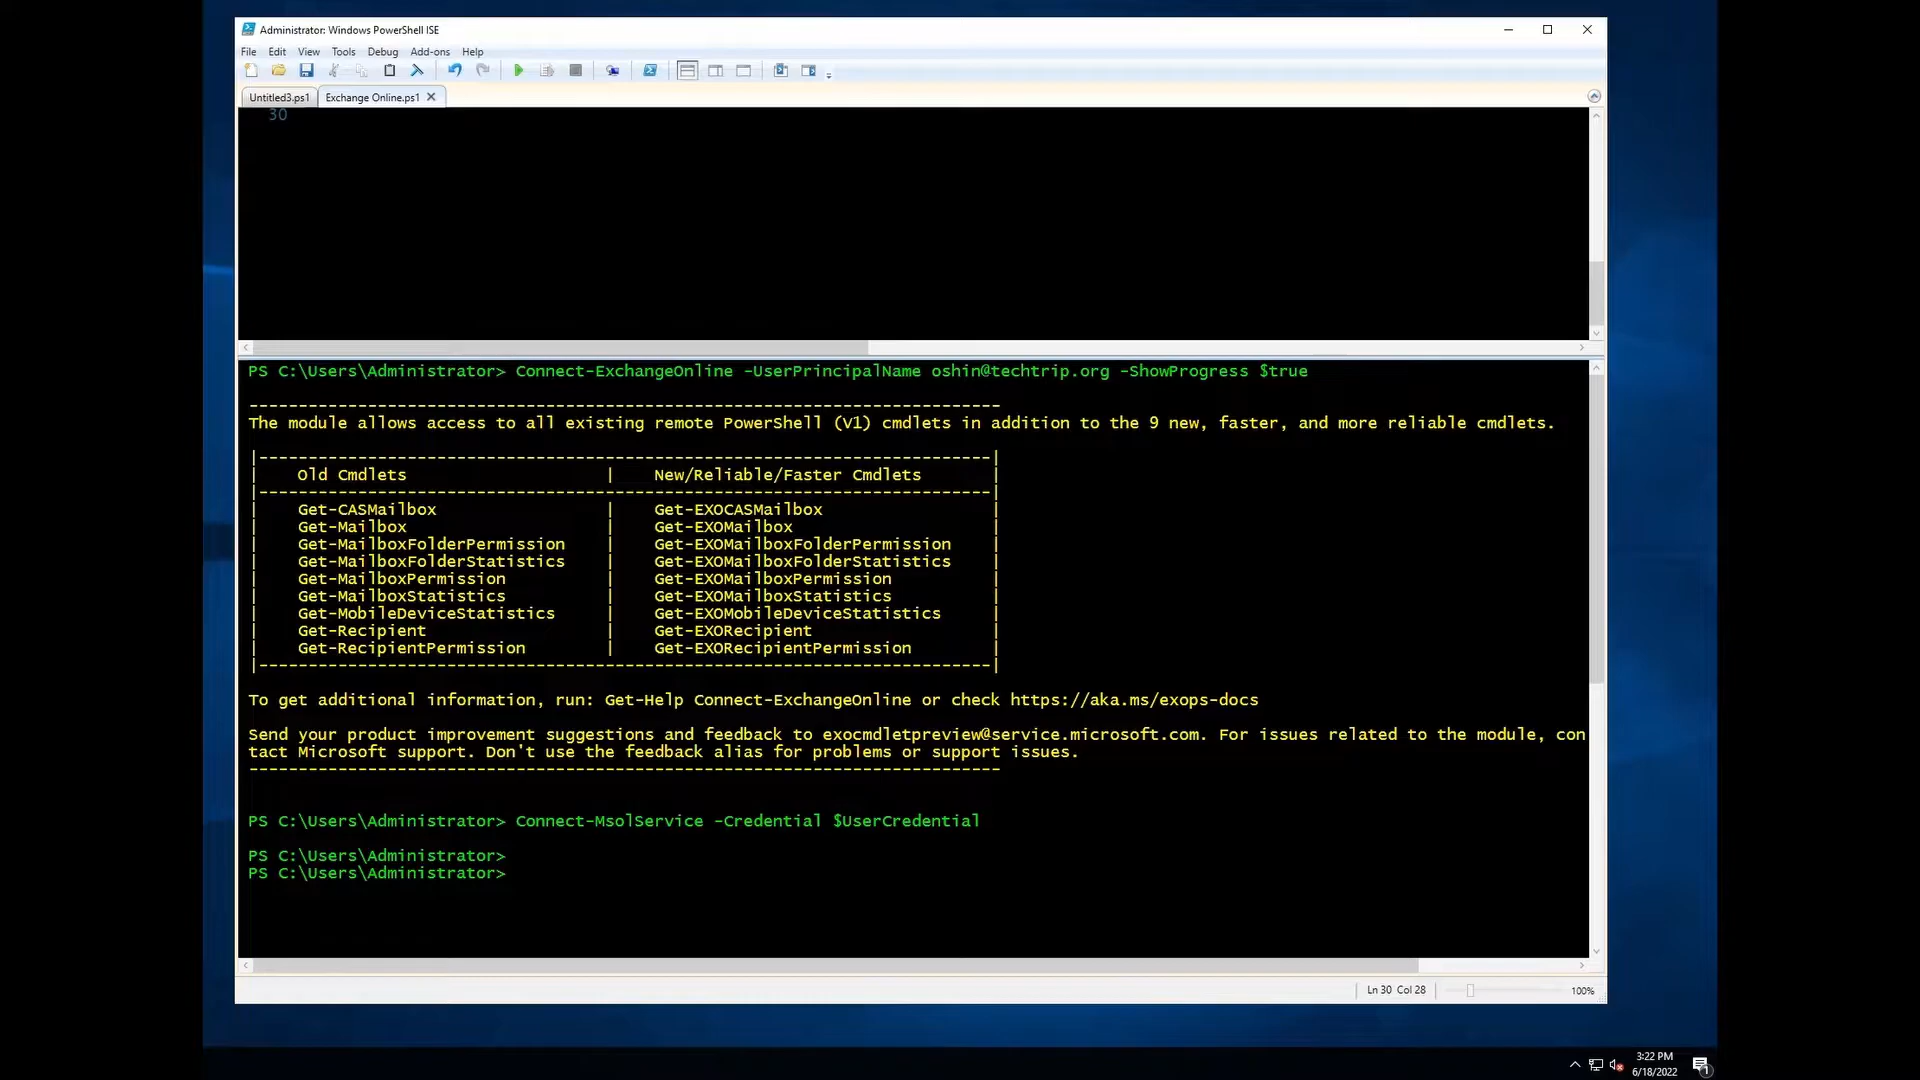 Administrator: Windows PowerShell ISE
File Edit View Tools Debug Add-ons Help
Untitled3.ps1 Exchange Online.ps1
30
PS C:\Users\Administrator> Connect-ExchangeOnline -UserPrincipalName oshin@techtrip.org -ShowProgress $true
----------------------------------------------------------------------------
The module allows access to all existing remote PowerShell (V1) cmdlets in addition to the 9 new, faster, and more reliable cmdlets.
|--------------------------------------------------------------------------|
| Old Cmdlets | New/Reliable/Faster Cmdlets |
|--------------------------------------------------------------------------|
| Get-CASMailbox | Get-EXOCASMailbox |
| Get-Mailbox | Get-EXOMailbox |
| Get-MailboxFolderPermission | Get-EXOMailboxFolderPermission |
| Get-MailboxFolderStatistics | Get-EXOMailboxFolderStatistics |
| Get-MailboxPermission | Get-EXOMailboxPermission |
| Get-MailboxStatistics | Get-EXOMailboxStatistics |
| Get-MobileDeviceStatistics | Get-EXOMobileDeviceStatistics |
| Get-Recipient | Get-EXORecipient |
| Get-RecipientPermission | Get-EXORecipientPermission |
|--------------------------------------------------------------------------|
To get additional information, run: Get-Help Connect-ExchangeOnline or check https://aka.ms/exops-docs
Send your product improvement suggestions and feedback to exocmdletpreview@service.microsoft.com. For issues related to the module, con
tact Microsoft support. Don't use the feedback alias for problems or support issues.
----------------------------------------------------------------------------
PS C:\Users\Administrator> Connect-MsolService -Credential $UserCredential
PS C:\Users\Administrator>
PS C:\Users\Administrator>
Ln 30 Col 28 100%
3:22 PM
6/18/2022
1